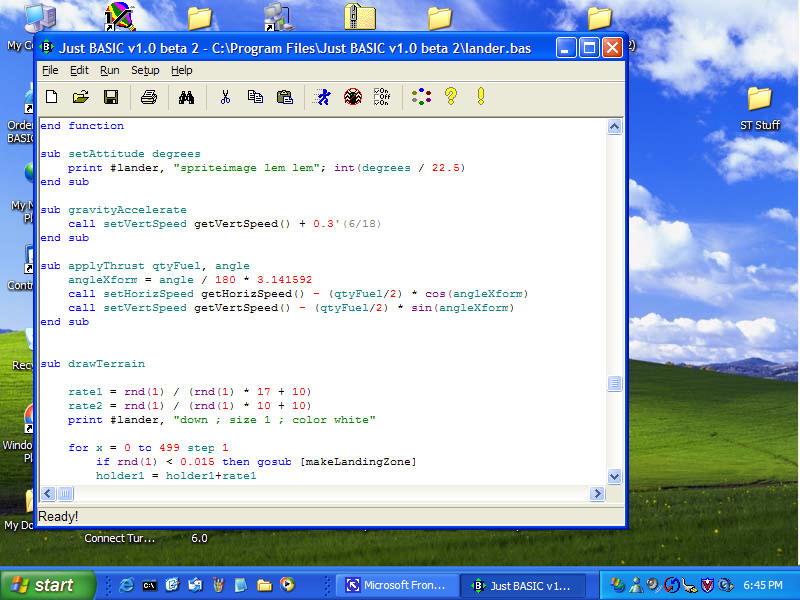 Just BASIC v1.0 beta 2 - C:\Program Files\Just BASIC v1.0 beta 2\lander.bas
File Edit Run Setup Help
end function
sub setAttitude degrees
print #lander, "spriteimage lem lem"; int(degrees / 22.5)
end sub
sub gravityAccelerate
call setVertSpeed getVertSpeed() + 0.3'(6/18)
end sub
sub applyThrust qtyFuel, angle
angleXform = angle / 180 * 3.141592
call setHorizSpeed getHorizSpeed() - (qtyFuel/2) * cos(angleXform)
call setVertSpeed getVertSpeed() - (qtyFuel/2) * sin(angleXform)
end sub
sub drawTerrain
rate1 = rnd(1) / (rnd(1) * 17 + 10)
rate2 = rnd(1) / (rnd(1) * 10 + 10)
print #lander, "down ; size 1 ; color white"
for x = 0 to 499 step 1
if rnd(1) < 0.015 then gosub [makeLandingZone]
holder1 = holder1+rate1
Ready!
My C
Orde
BASIC
My N
Pl
Cont
Rec
Windo
Pl
My Do
2)
ST Stuff
Connect Tur... 6.0
start
Microsoft Fron...
Just BASIC v1...
6:45 PM